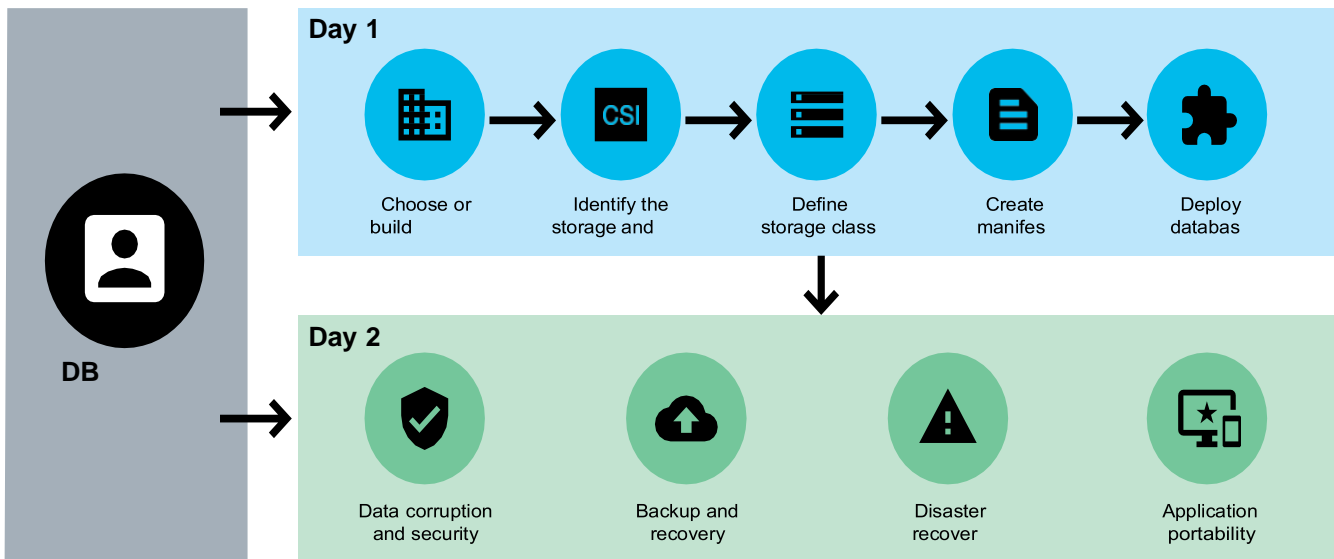 Day 1
CSI
Choose or
build
Identify the
storage and
Define
storage class
Create
manifes
Deploy
databas
DB
Day 2
Data corruption
and security
Backup and
recovery
Disaster
recover
Application
portability